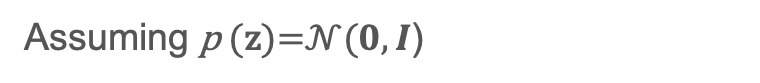 Assuming 𝑝(𝐳)=𝒩(𝟎, 𝑰)